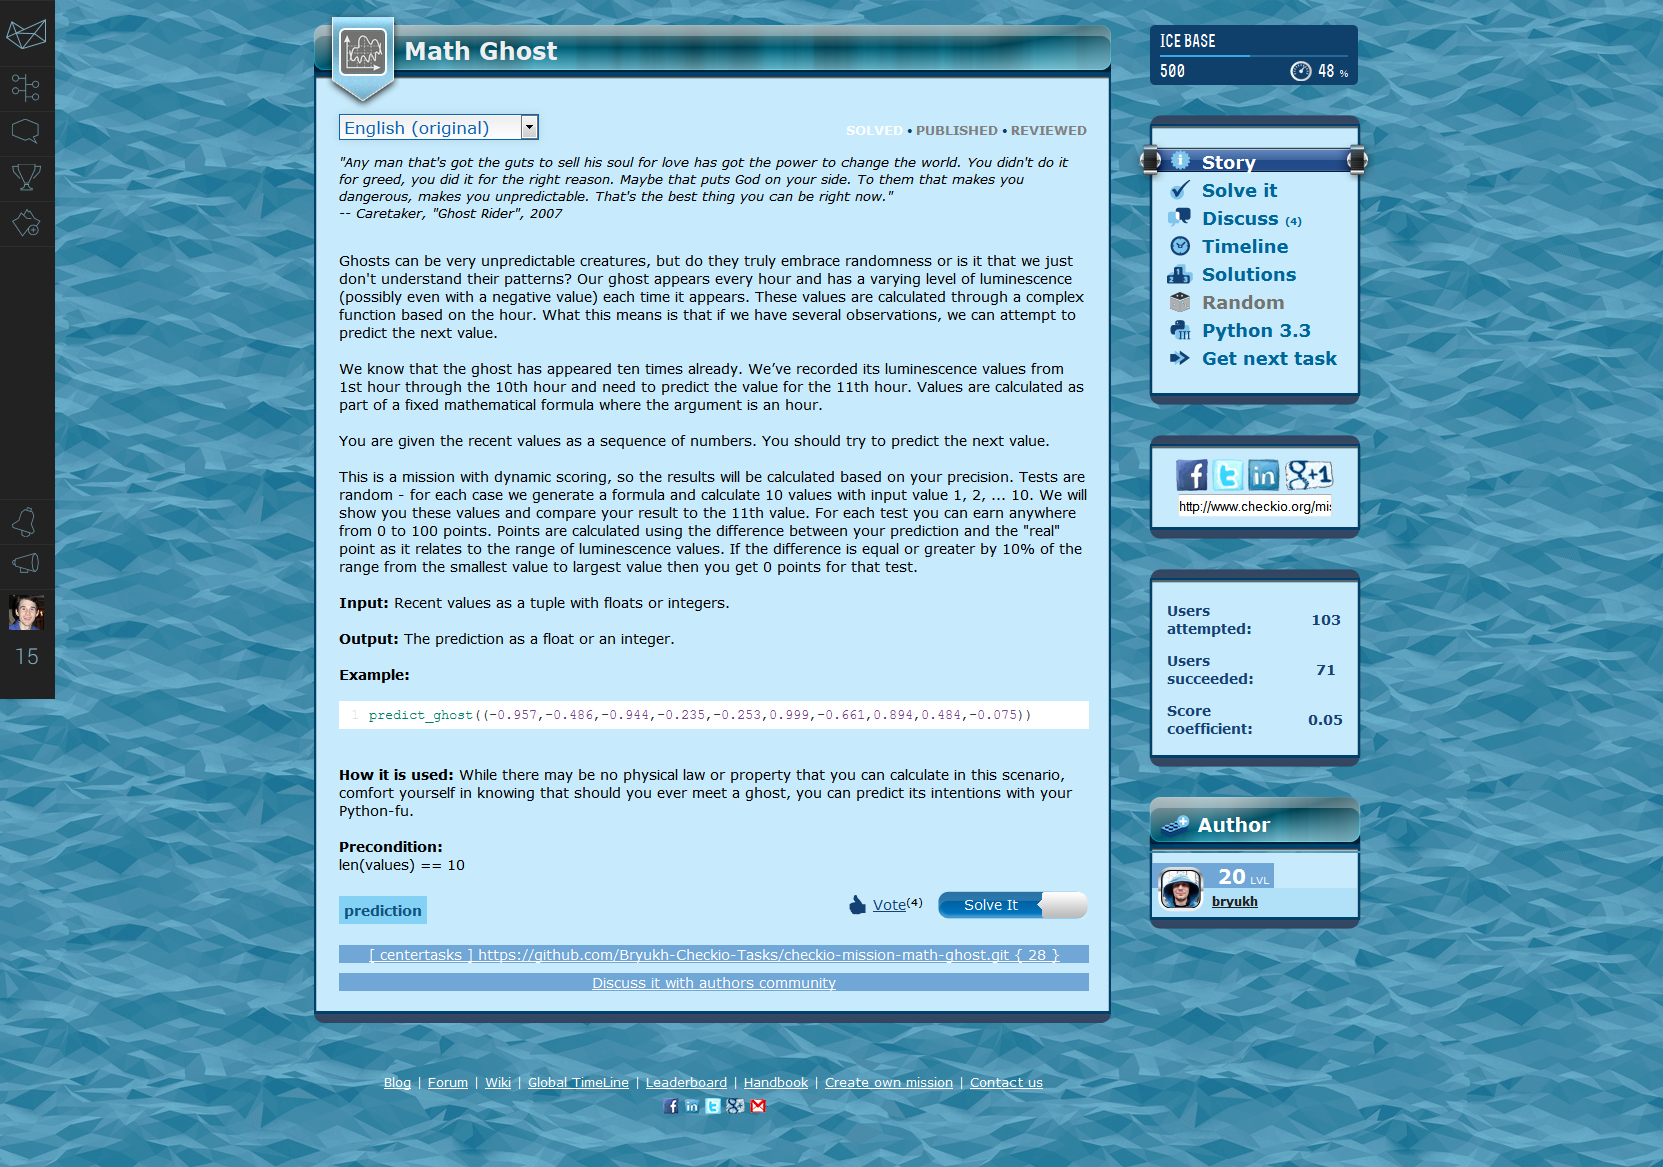 Math Ghost
English (original)
SOLVED • PUBLISHED • REVIEWED
"Any man that's got the guts to sell his soul for love has got the power to change the world. You didn't do it
for greed, you did it for the right reason. Maybe that puts God on your side. To them that makes you
dangerous, makes you unpredictable. That's the best thing you can be right now."
-- Caretaker, "Ghost Rider", 2007
Ghosts can be very unpredictable creatures, but do they truly embrace randomness or is it that we just
don't understand their patterns? Our ghost appears every hour and has a varying level of luminescence
(possibly even with a negative value) each time it appears. These values are calculated through a complex
function based on the hour. What this means is that if we have several observations, we can attempt to
predict the next value.
We know that the ghost has appeared ten times already. We’ve recorded its luminescence values from
1st hour through the 10th hour and need to predict the value for the 11th hour. Values are calculated as
part of a fixed mathematical formula where the argument is an hour.
You are given the recent values as a sequence of numbers. You should try to predict the next value.
This is a mission with dynamic scoring, so the results will be calculated based on your precision. Tests are
random - for each case we generate a formula and calculate 10 values with input value 1, 2, ... 10. We will
show you these values and compare your result to the 11th value. For each test you can earn anywhere
from 0 to 100 points. Points are calculated using the difference between your prediction and the "real"
point as it relates to the range of luminescence values. If the difference is equal or greater by 10% of the
range from the smallest value to largest value then you get 0 points for that test.
Input: Recent values as a tuple with floats or integers.
Output: The prediction as a float or an integer.
Example:
1 predict_ghost((-0.957,-0.486,-0.944,-0.235,-0.253,0.999,-0.661,0.894,0.484,-0.075))
How it is used: While there may be no physical law or property that you can calculate in this scenario,
comfort yourself in knowing that should you ever meet a ghost, you can predict its intentions with your
Python-fu.
Precondition:
len(values) == 10
prediction
Vote(4)
Solve It
[ centertasks ] https://github.com/Bryukh-Checkio-Tasks/checkio-mission-math-ghost.git { 28 }
Discuss it with authors community
15
ICE BASE
500
48 %
Story
Solve it
Discuss (4)
Timeline
Solutions
Random
Python 3.3
Get next task
http://www.checkio.org/mi
Users
attempted:
103
Users
succeeded:
71
Score
coefficient:
0.05
Author
20 LVL
bryukh
Blog | Forum | Wiki | Global TimeLine | Leaderboard | Handbook | Create own mission | Contact us